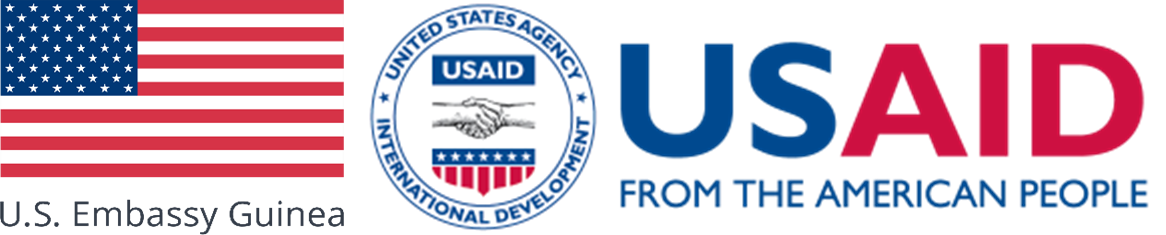 U.S. Embassy Guinea
UNITED STATES AGENCY
USAID
INTERNATIONAL DEVELOPMENT
USAID
FROM THE AMERICAN PEOPLE